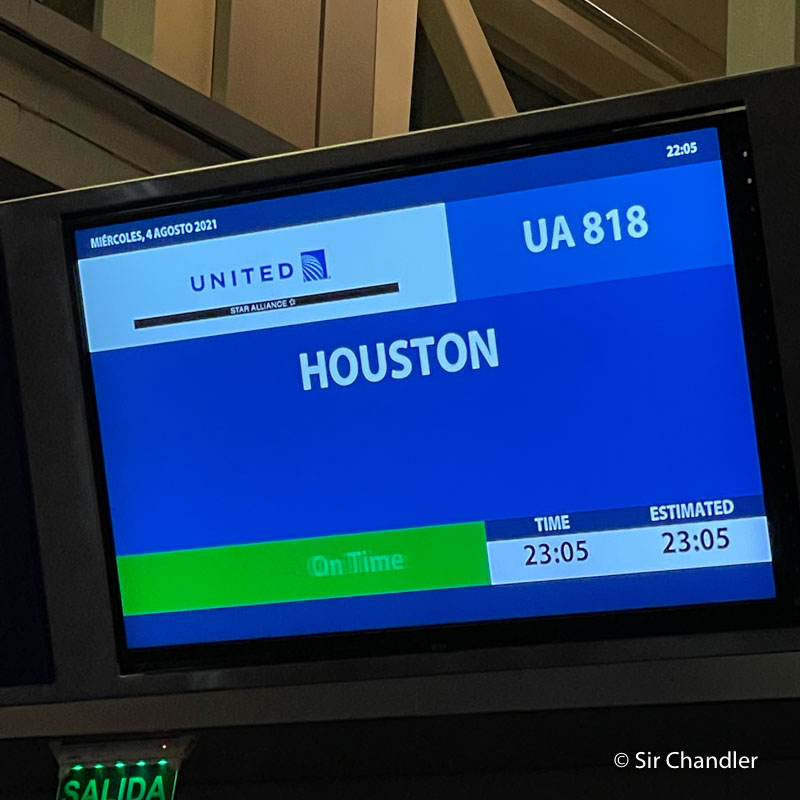 22:05
MIÉRCOLES, 4 AGOSTO 2021
UNITED
STAR ALLIANCE
UA 818
HOUSTON
On Time
TIME
ESTIMATED
23:05
23:05
SALIDA
© Sir Chandler